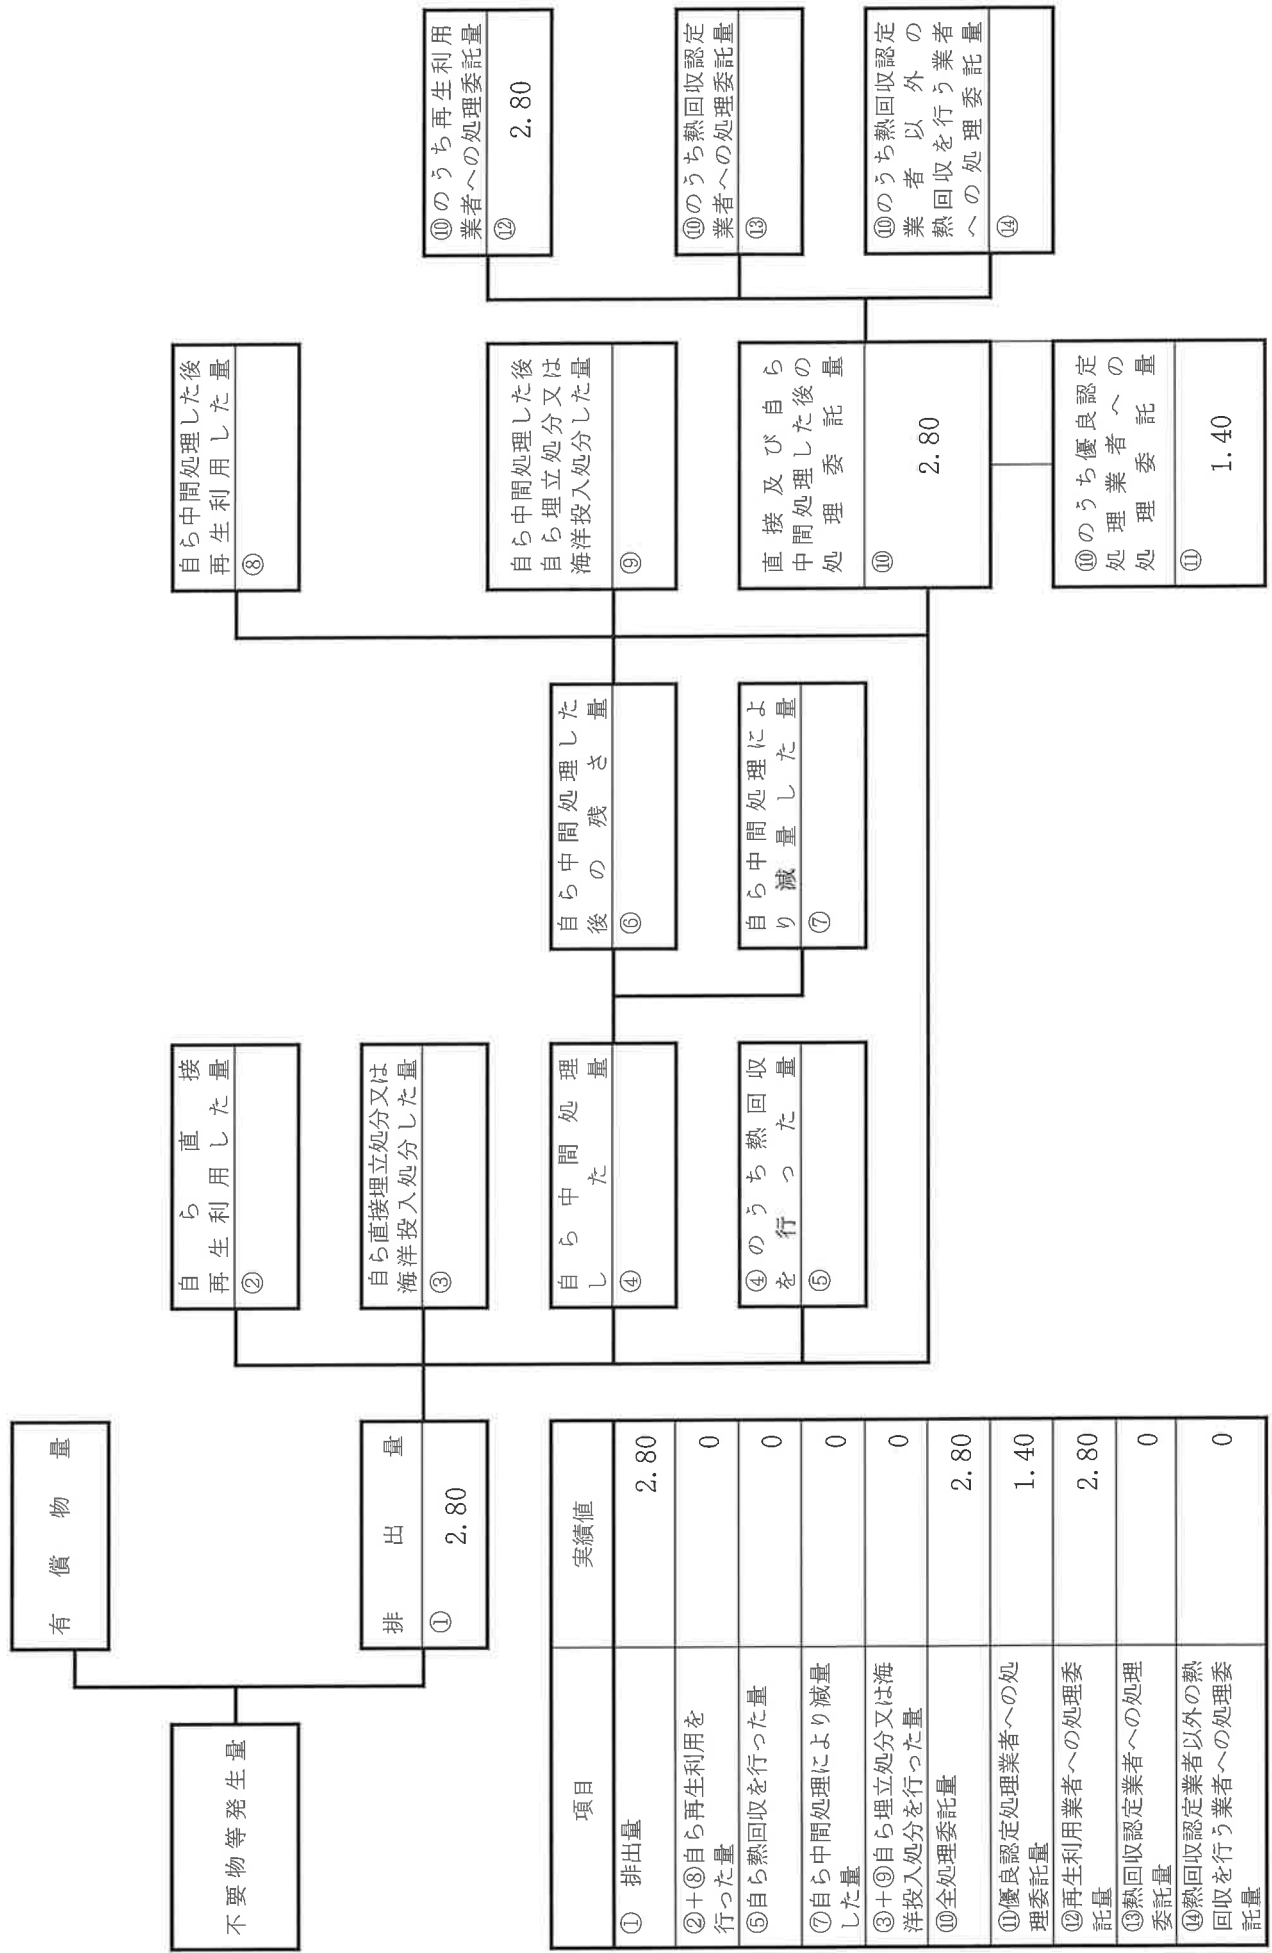 不要物等発生量
有償物量
排出量
①
2.80
自ら直接
再生利用した量
②
自ら直接埋立処分又は
海洋投入処分した量
③
自ら中間処理
した量
④
④のうち熱回収
を行った量
⑤
自ら中間処理した
後の残さ量
⑥
自ら中間処理によ
り減量した量
⑦
自ら中間処理した後
再生利用した量
⑧
自ら中間処理した後
自ら埋立処分又は
海洋投入処分した量
⑨
直接及び自ら
中間処理した後の
処理委託量
⑩
2.80
⑩のうち優良認定
処理業者への
処理委託量
⑪
1.40
⑩のうち再生利用
業者への処理委託量
⑫
2.80
⑩のうち熱回収認定
業者への処理委託量
⑬
⑩のうち熱回収認定
業者以外の
熱回収を行う業者
への処理委託量
⑭
項目 実績値
① 排出量 2.80
②+⑧自ら再生利用を
行った量 0
⑤自ら熱回収を行った量 0
⑦自ら中間処理により減量
した量 0
③+⑨自ら埋立処分又は海
洋投入処分を行った量 0
⑩全処理委託量 2.80
⑪優良認定処理業者への処
理委託量 1.40
⑫再生利用業者への処理委
託量 2.80
⑬熱回収認定業者への処理
委託量 0
⑭熱回収認定業者以外の熱
回収を行う業者への処理委
託量 0